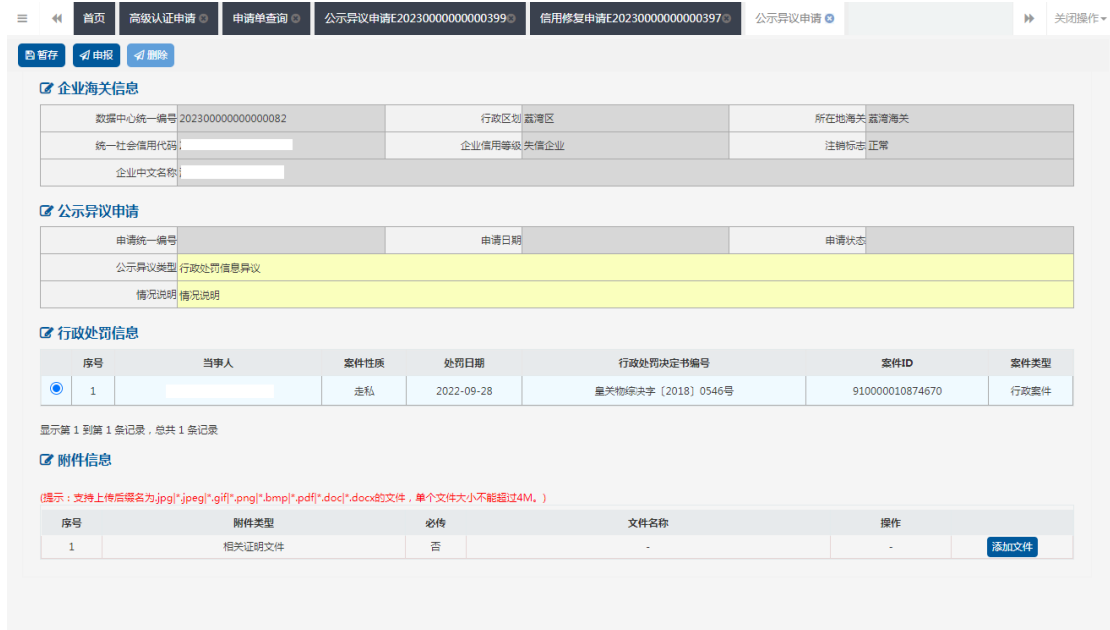 首页 高级认证申请 申请单查询 公示异议申请E20230000000000399 信用修复申请E20230000000000397 公示异议申请 关闭操作
暂存 申报 删除
企业海关信息
数据中心统一编号 202300000000000082 行政区划 荔湾区 所在地海关 荔湾海关
统一社会信用代码 企业信用等级 失信企业 注销标志 正常
企业中文名称
公示异议申请
申请统一编号 申请日期 申请状态
公示异议类型 行政处罚信息异议
情况说明 情况说明
行政处罚信息
序号 当事人 案件性质 处罚日期 行政处罚决定书编号 案件ID 案件类型
1 走私 2022-09-28 皇关物综决字〔2018〕0546号 910000010874670 行政案件
显示第 1 到第 1 条记录，总共 1 条记录
附件信息
(提示：支持上传后缀名为.jpg|*.jpeg|*.gif|*.png|*.bmp|*.pdf|*.doc|*.docx的文件，单个文件大小不能超过4M。)
序号 附件类型 必传 文件名称 操作
1 相关证明文件 否 - - 添加文件